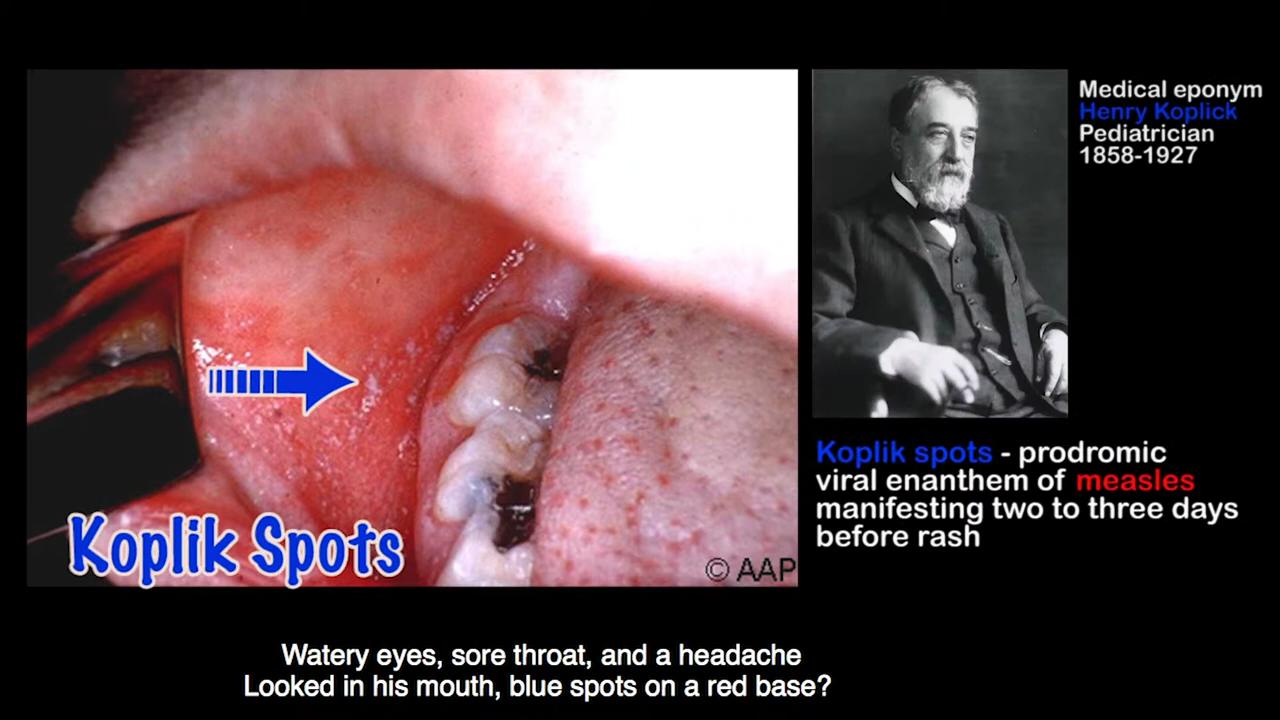 Medical eponym
Henry Koplick
Pediatrician
1858-1927
Koplik spots - prodromic
viral enanthem of measles
manifesting two to three days
before rash
Koplik Spots
© AAP
Watery eyes, sore throat, and a headache
Looked in his mouth, blue spots on a red base?